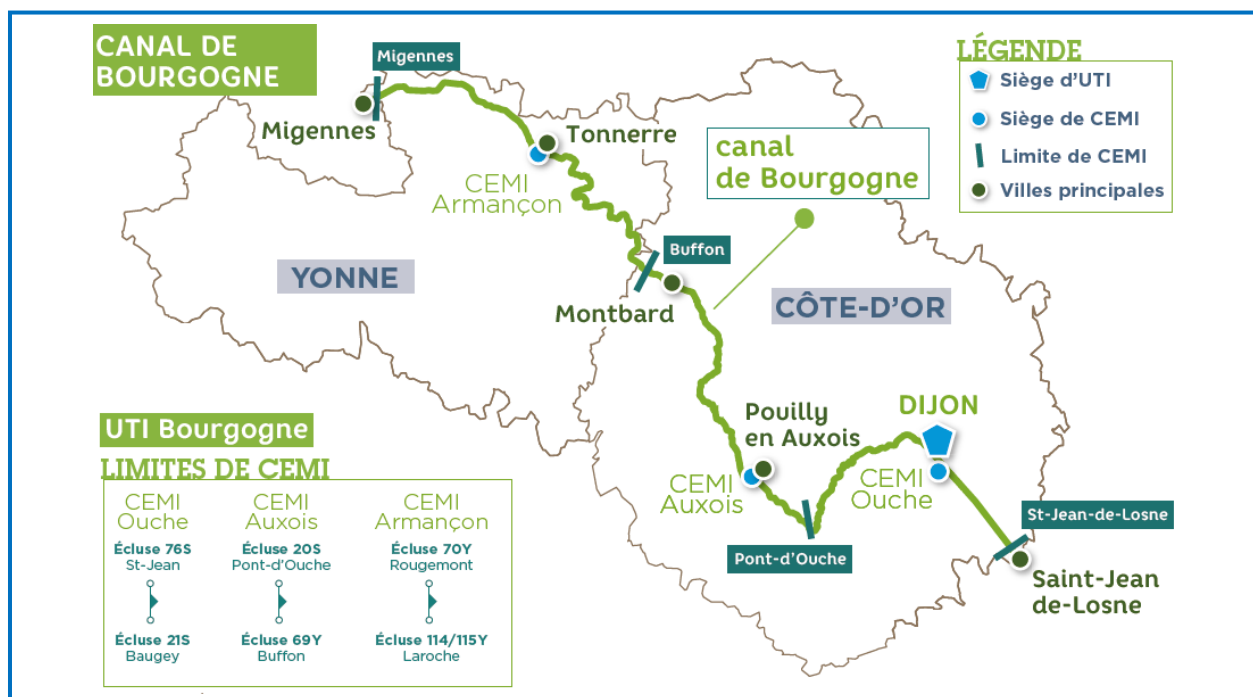 CANAL DE
BOURGOGNE
Migennes
Migennes
Tonnerre
CEMI
Armançon
canal
de Bourgogne
LÉGENDE
Siège d'UTI
Siège de CEMI
Limite de CEMI
Villes principales
YONNE
Buffon
Montbard
CÔTE-D'OR
Pouilly
en Auxois
DIJON
CEMI
Auxois
CEMI
Ouche
Pont-d'Ouche
St-Jean-de-Losne
Saint-Jean
de-Losne
UTI Bourgogne
LIMITES DE CEMI
CEMI
Ouche
Écluse 76S
St-Jean
Écluse 21S
Baugey
CEMI
Auxois
Écluse 20S
Pont-d'Ouche
Écluse 69Y
Buffon
CEMI
Armançon
Écluse 70Y
Rougemont
Écluse 114/115Y
Laroche